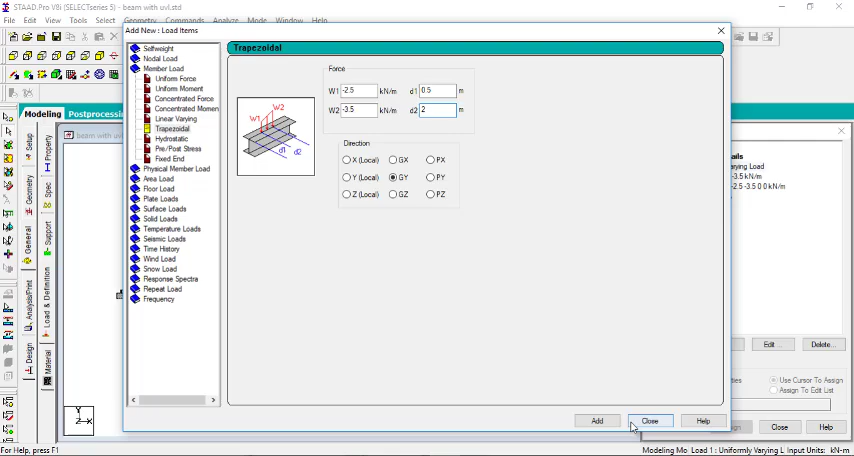 STAAD.Pro V8i (SELECTseries 5) - beam with uvl.std
File Edit View Tools Select Geometry Commands Analyze Mode Window Help
Add New : Load Items
Selfweight
Nodal Load
Member Load
Uniform Force
Uniform Moment
Concentrated Force
Concentrated Momen
Linear Varying
Trapezoidal
Hydrostatic
Pre/Post Stress
Fixed End
Physical Member Load
Area Load
Floor Load
Plate Loads
Surface Loads
Solid Loads
Temperature Loads
Seismic Loads
Time History
Wind Load
Snow Load
Response Spectra
Repeat Load
Frequency
Trapezoidal
W1
W2
d1
d2
Force
W1 -2.5 kN/m d1 0.5 m
W2 -3.5 kN/m d2 2 m
Direction
X (Local) GX PX
Y (Local) GY PY
Z (Local) GZ PZ
Add Close Help
Modeling Postprocessin
beam with uvl
Setup
Geometry
General
Analysis/Print
Design
Property
Spec
Support
Load & Definition
Material
Y
Z X
ails
rying Load
-3.5 kN/m
-2.5 -3.5 0 0 kN/m
Edit ... Delete...
Use Cursor To Assign
Assign To Edit List
Close Help
For Help, press F1
Modeling Mo Load 1 : Uniformly Varying L Input Units: kN-m